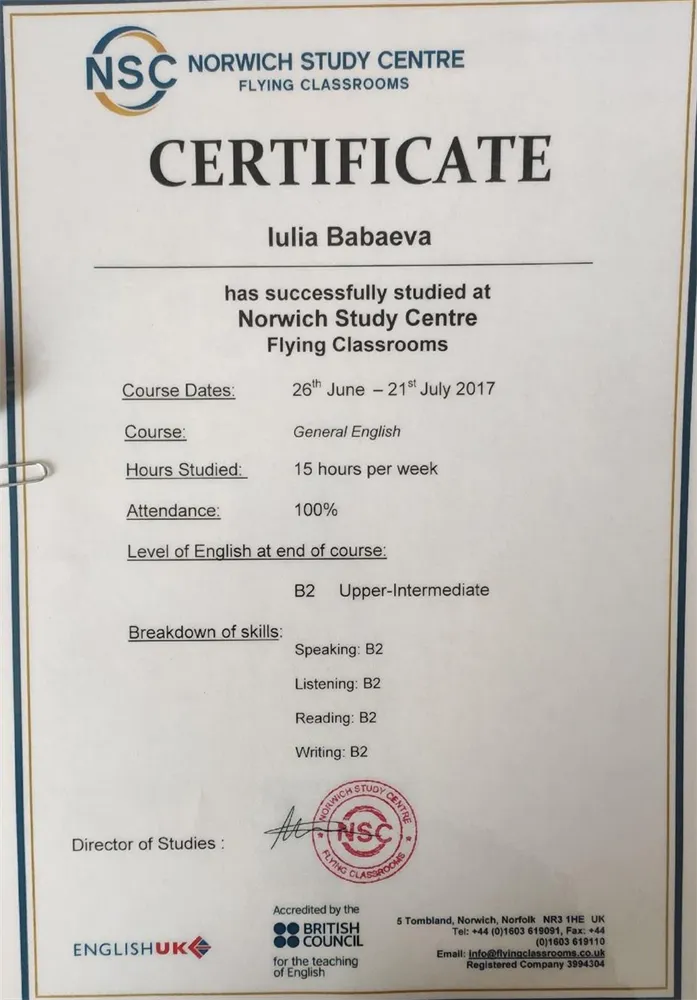 NSC NORWICH STUDY CENTRE
FLYING CLASSROOMS
CERTIFICATE
Iulia Babaeva
has successfully studied at
Norwich Study Centre
Flying Classrooms
Course Dates: 26th June – 21st July 2017
Course: General English
Hours Studied: 15 hours per week
Attendance: 100%
Level of English at end of course:
B2 Upper-Intermediate
Breakdown of skills:
Speaking: B2
Listening: B2
Reading: B2
Writing: B2
NORWICH STUDY CENTRE
NSC
FLYING CLASSROOMS
Director of Studies :
ENGLISHUK
Accredited by the
BRITISH
COUNCIL
for the teaching
of English
5 Tombland, Norwich, Norfolk NR3 1HE UK
Tel: +44 (0)1603 619091, Fax: +44
(0)1603 619110
Email: info@flyingclassrooms.co.uk
Registered Company 3994304